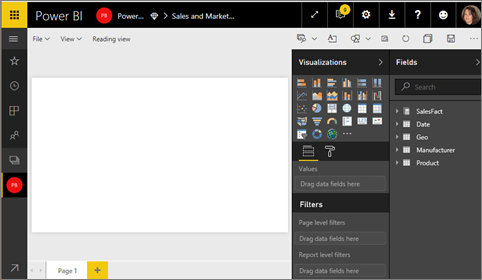 Power BI
PB
Power...
Sales and Market...
9
?
File
View
Reading view
Visualizations
Fields
Search
SalesFact
Date
Geo
Manufacturer
Product
PB
Values
Drag data fields here
Filters
Page level filters
Drag data fields here
Report level filters
Drag data fields here
Page 1
+